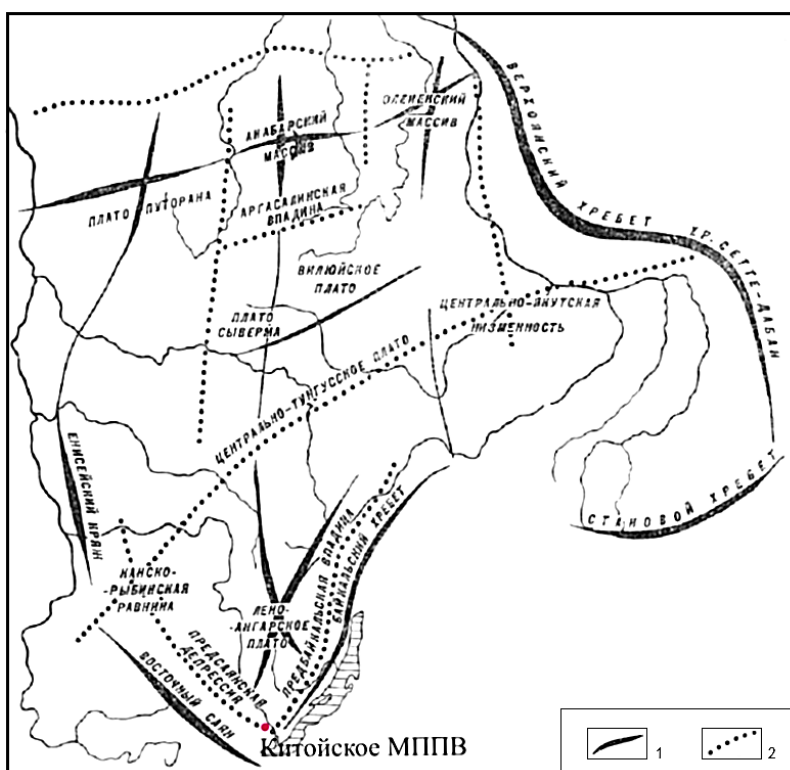 ВЕРХОЯНСКИЙ ХРЕБЕТ
ХР. СЕТТЕ-ДАБАН
ОЛЕНЕКСКИЙ
МАССИВ
АНАБАРСКИЙ
МАССИВ
ПЛАТО ПУТОРАНА
АРГАСАЛИНСКАЯ
ВПАДИНА
ВИЛЮЙСКОЕ
ПЛАТО
ПЛАТО
СЫВЕРМА
ЦЕНТРАЛЬНО-ЯКУТСКАЯ
НИЗМЕННОСТЬ
ЦЕНТРАЛЬНО-ТУНГУССКОЕ ПЛАТО
ЕНИСЕЙСКИЙ КРЯЖ
СТАНОВОЙ ХРЕБЕТ
КАНСКО-
-РЫБИНСКАЯ
РАВНИНА
ЛЕНО-
-АНГАРСКОЕ
ПЛАТО
ПРЕДБАЙКАЛЬСКАЯ ВПАДИНА
БАЙКАЛЬСКИЙ ХРЕБЕТ
ПРЕДСАЯНСКАЯ
ДЕПРЕССИЯ
ВОСТОЧНЫЙ САЯН
Китойское МППВ
1
2